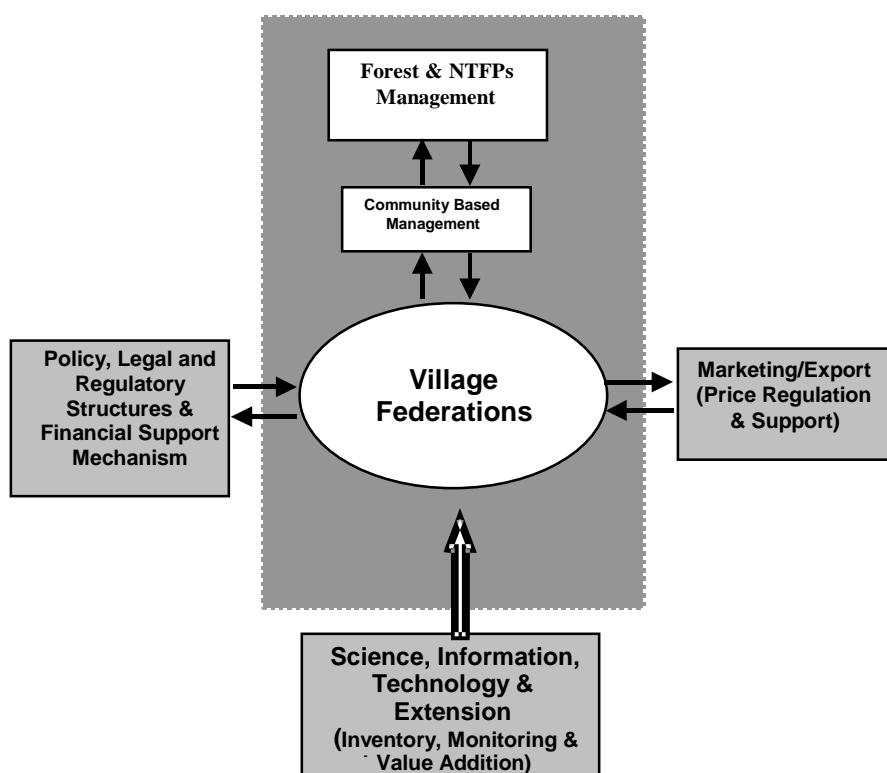 Forest & NTFPs
Management
Community Based
Management
Village
Federations
Policy, Legal and
Regulatory
Structures &
Financial Support
Mechanism
Marketing/Export
(Price Regulation
& Support)
Science, Information,
Technology &
Extension
(Inventory, Monitoring &
Value Addition)